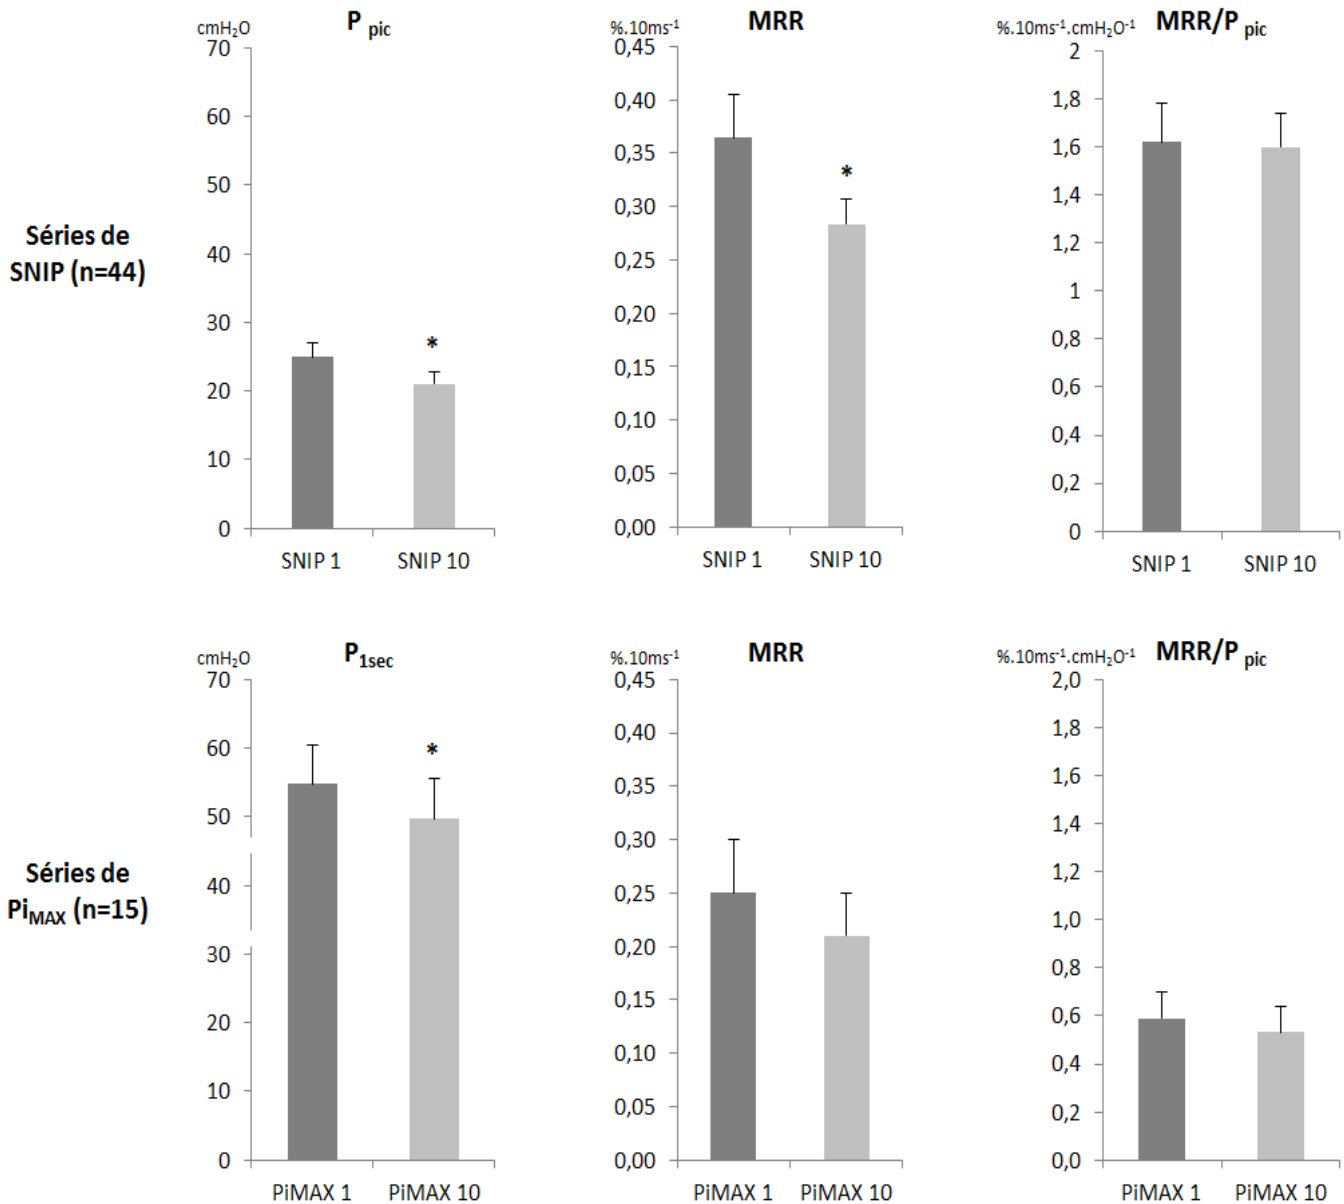 P pic
cmH₂O
70
60
50
40
30
20
10
0
*
SNIP 1
SNIP 10
MRR
%.10ms⁻¹
0,45
0,40
0,35
0,30
0,25
0,20
0,15
0,10
0,05
0,00
*
SNIP 1
SNIP 10
MRR/P pic
%.10ms⁻¹.cmH₂O⁻¹
2
1,8
1,6
1,4
1,2
1
0,8
0,6
0,4
0,2
0
SNIP 1
SNIP 10
Séries de
SNIP (n=44)
P1sec
cmH₂O
70
60
50
40
30
20
10
0
*
PiMAX 1
PiMAX 10
MRR
%.10ms⁻¹
0,45
0,40
0,35
0,30
0,25
0,20
0,15
0,10
0,05
0,00
PiMAX 1
PiMAX 10
MRR/P pic
%.10ms⁻¹.cmH₂O⁻¹
2,0
1,8
1,6
1,4
1,2
1,0
0,8
0,6
0,4
0,2
0,0
PiMAX 1
PiMAX 10
Séries de
PiMAX (n=15)